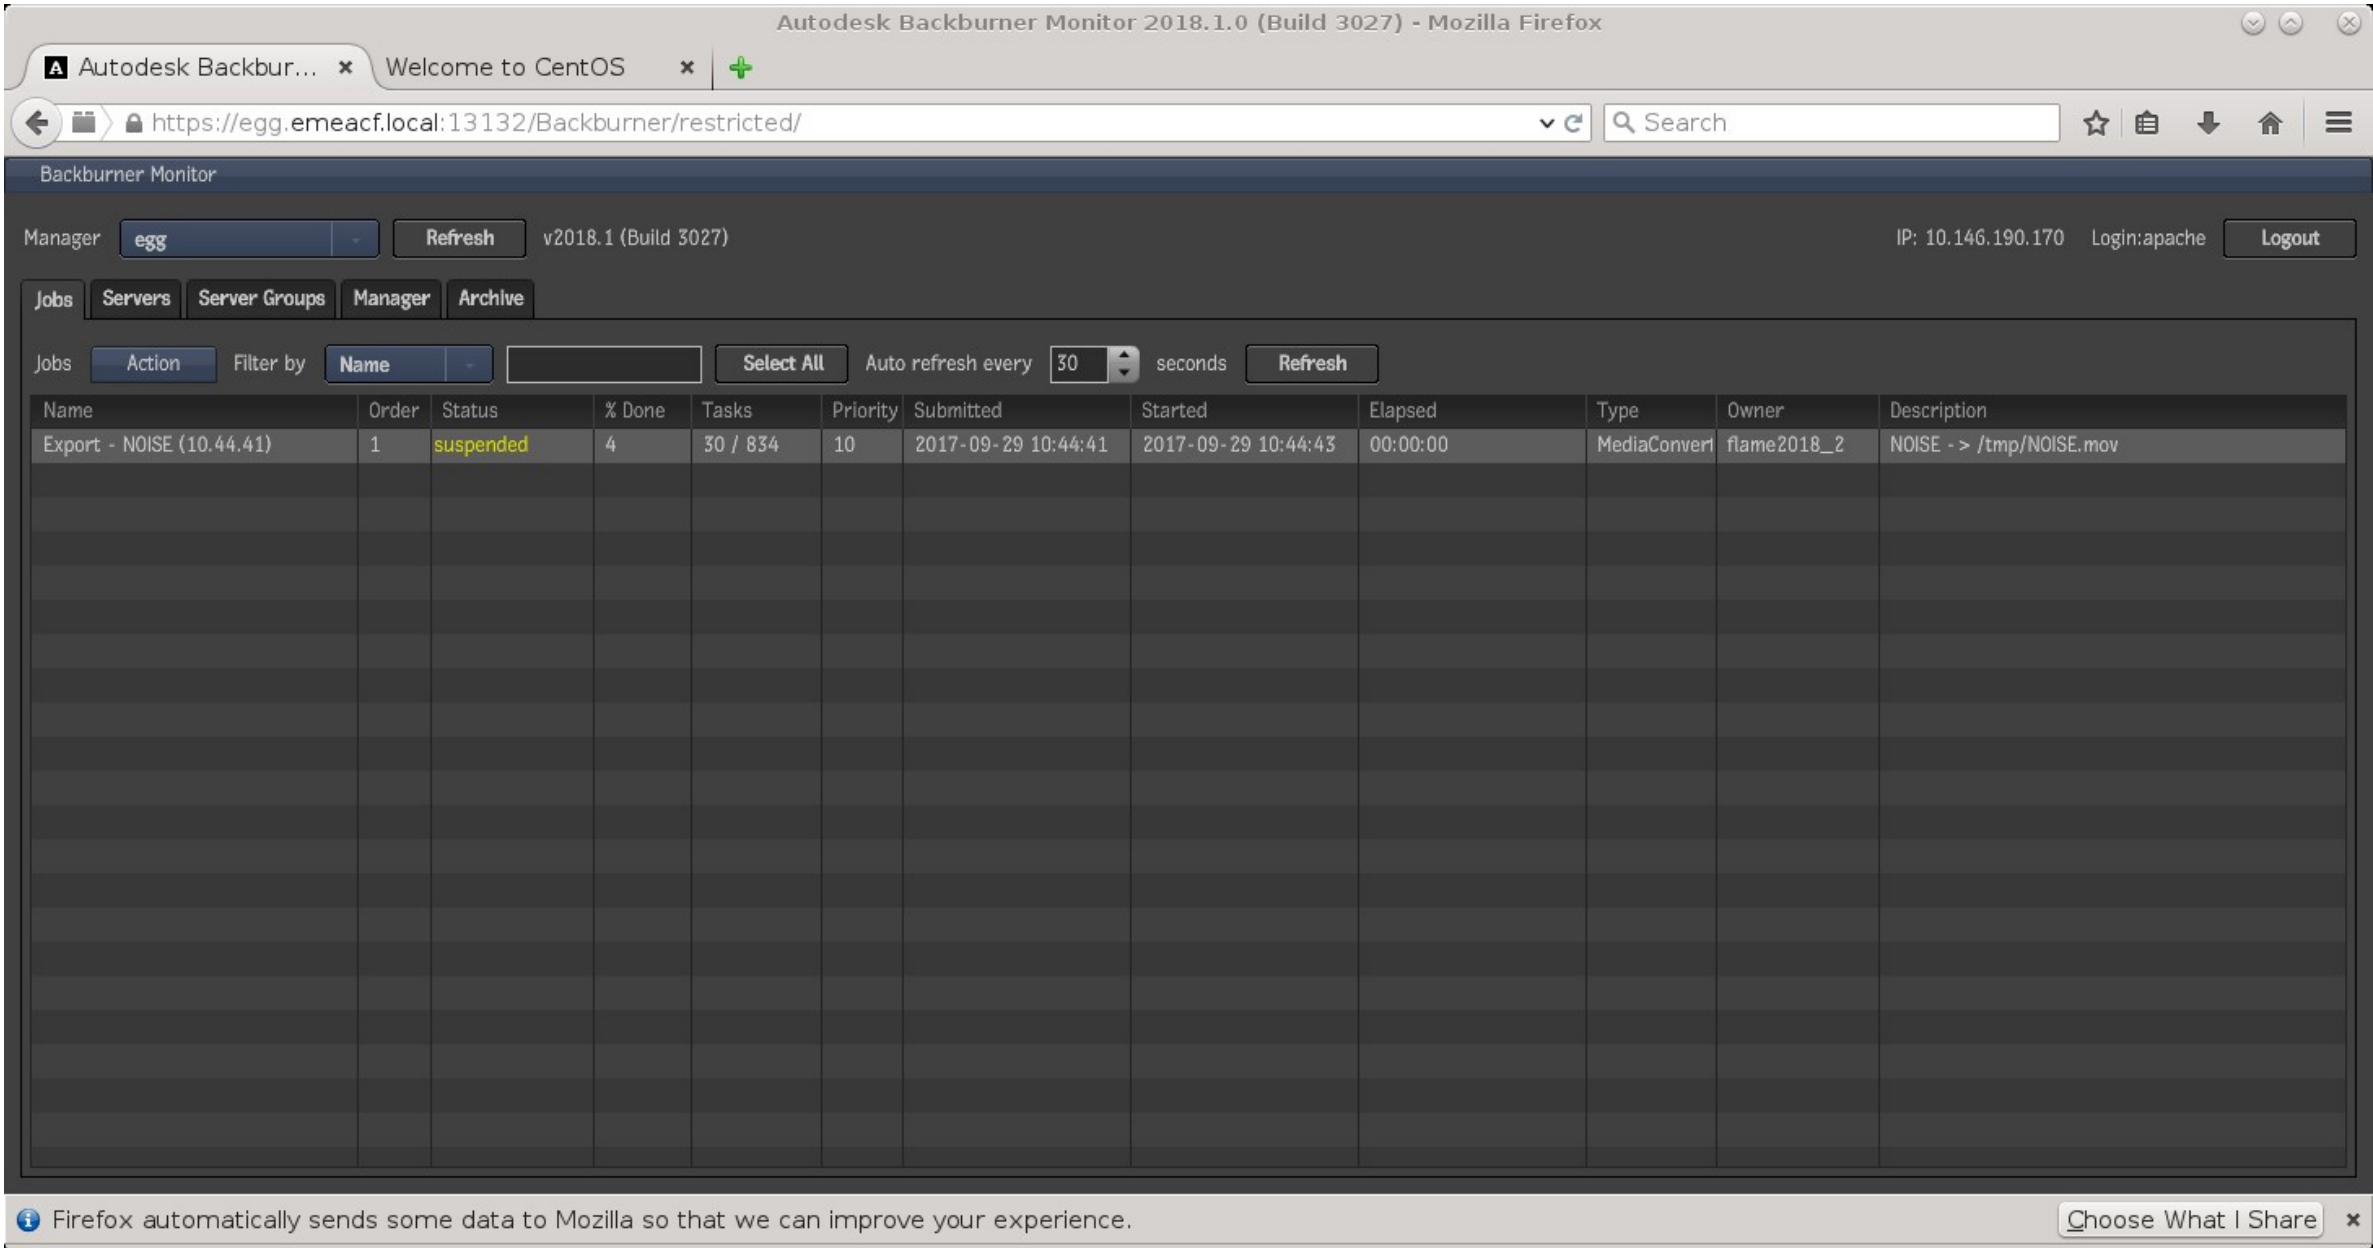 Autodesk Backburner Monitor 2018.1.0 (Build 3027) - Mozilla Firefox
A Autodesk Backbur... Welcome to CentOS
https://egg.emeacf.local:13132/Backburner/restricted/ Search
Backburner Monitor
Manager egg Refresh v2018.1 (Build 3027) IP: 10.146.190.170 Login:apache Logout
Jobs Servers Server Groups Manager Archive
Jobs Action Filter by Name Select All Auto refresh every 30 seconds Refresh
Name Order Status % Done Tasks Priority Submitted Started Elapsed Type Owner Description
Export - NOISE (10.44.41) 1 suspended 4 30 / 834 10 2017-09-29 10:44:41 2017-09-29 10:44:43 00:00:00 MediaConvert flame2018_2 NOISE -> /tmp/NOISE.mov
Firefox automatically sends some data to Mozilla so that we can improve your experience. Choose What I Share